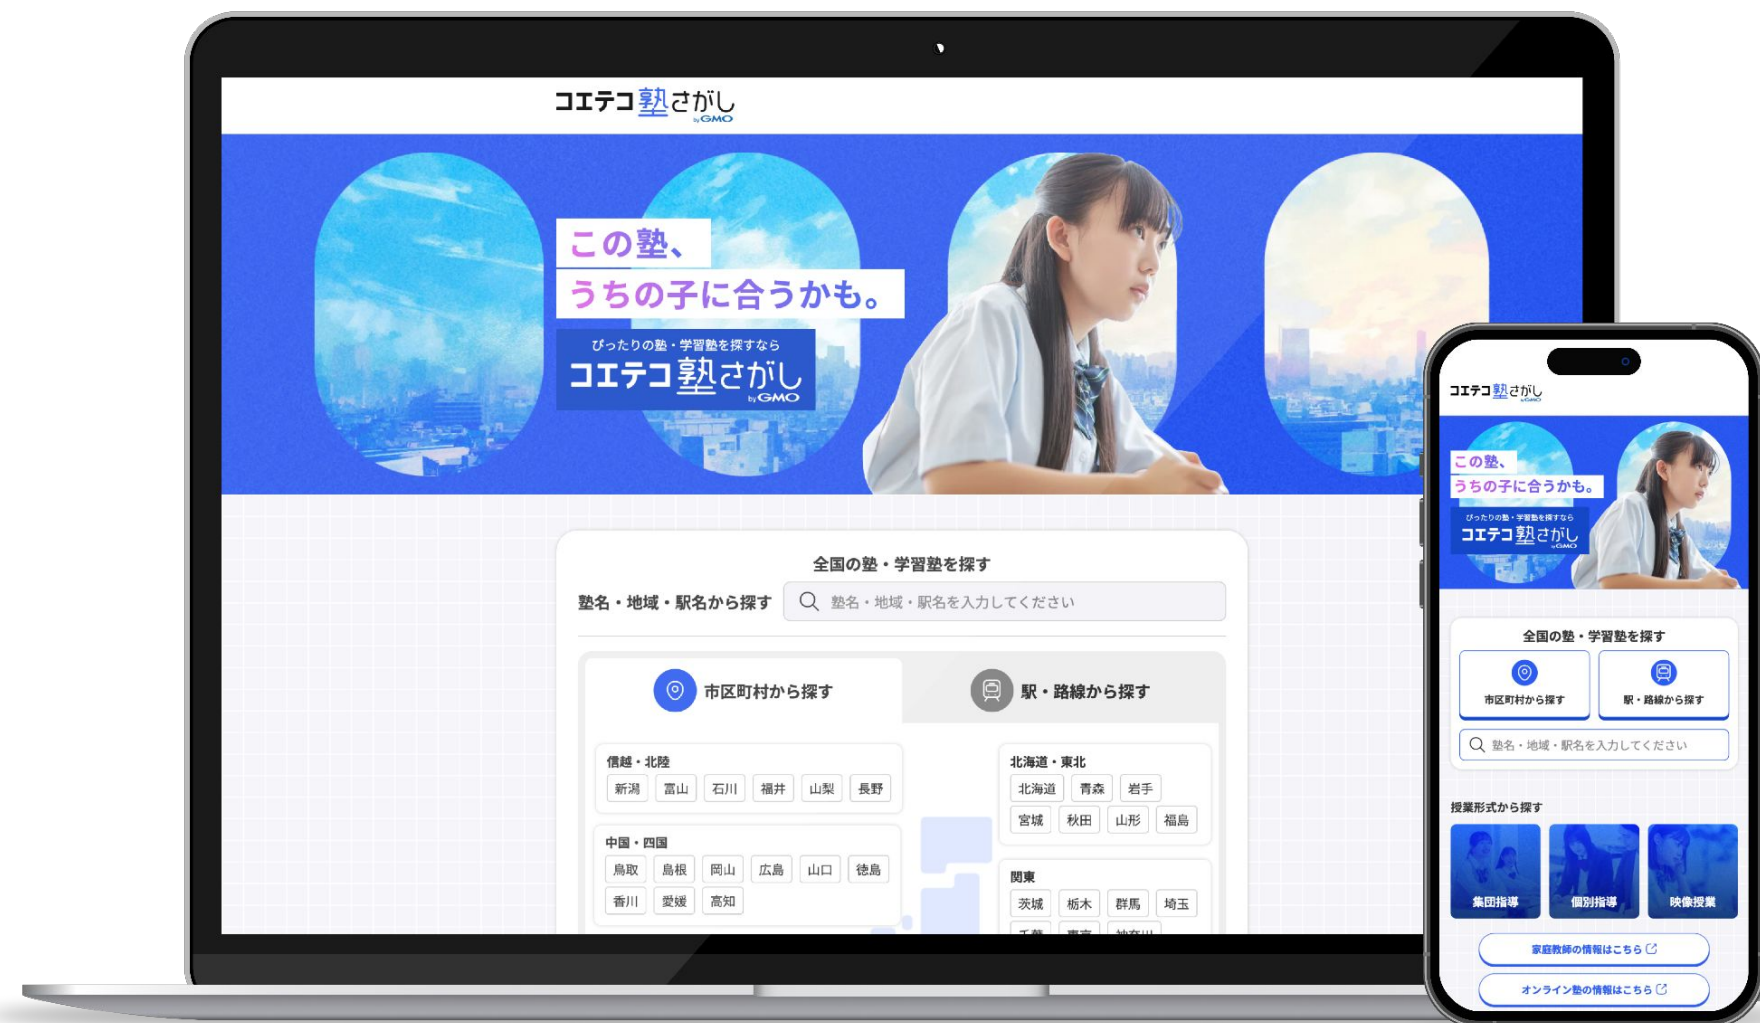 コエテコ塾さがし
by GMO
この塾、
うちの子に合うかも。
ぴったりの塾・学習塾を探すなら
コエテコ塾さがし
by GMO
全国の塾・学習塾を探す
塾名・地域・駅名から探す 塾名・地域・駅名を入力してください
市区町村から探す 駅・路線から探す
信越・北陸
新潟 富山 石川 福井 山梨 長野
中国・四国
鳥取 島根 岡山 広島 山口 徳島
香川 愛媛 高知
北海道・東北
北海道 青森 岩手
宮城 秋田 山形 福島
関東
茨城 栃木 群馬 埼玉
千葉 東京 神奈川
コエテコ塾さがし
by GMO
この塾、
うちの子に合うかも。
ぴったりの塾・学習塾を探すなら
コエテコ塾さがし
by GMO
全国の塾・学習塾を探す
市区町村から探す 駅・路線から探す
塾名・地域・駅名を入力してください
授業形式から探す
集団指導 個別指導 映像授業
家庭教師の情報はこちら
オンライン塾の情報はこちら